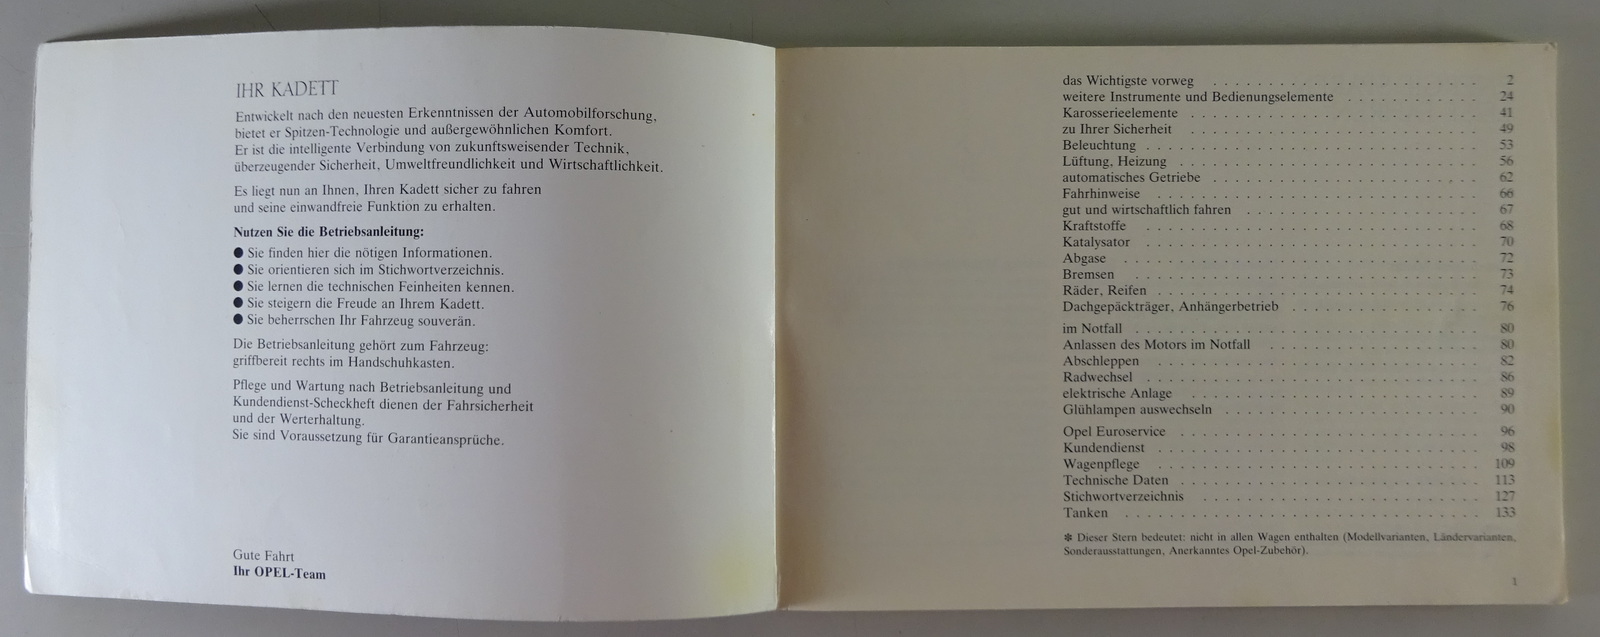 IHR KADETT
Entwickelt nach den neuesten Erkenntnissen der Automobilforschung,
bietet er Spitzen-Technologie und außergewöhnlichen Komfort.
Er ist die intelligente Verbindung von zukunftsweisender Technik,
überzeugender Sicherheit, Umweltfreundlichkeit und Wirtschaftlichkeit.
Es liegt nun an Ihnen, Ihren Kadett sicher zu fahren
und seine einwandfreie Funktion zu erhalten.
Nutzen Sie die Betriebsanleitung:
● Sie finden hier die nötigen Informationen.
● Sie orientieren sich im Stichwortverzeichnis.
● Sie lernen die technischen Feinheiten kennen.
● Sie steigern die Freude an Ihrem Kadett.
● Sie beherrschen Ihr Fahrzeug souverän.
Die Betriebsanleitung gehört zum Fahrzeug:
griffbereit rechts im Handschuhkasten.
Pflege und Wartung nach Betriebsanleitung und
Kundendienst-Scheckheft dienen der Fahrsicherheit
und der Werterhaltung.
Sie sind Voraussetzung für Garantieansprüche.
Gute Fahrt
Ihr OPEL-Team
das Wichtigste vorweg . . . . . 2
weitere Instrumente und Bedienungselemente . . . . . 24
Karosserieelemente . . . . . 41
zu Ihrer Sicherheit . . . . . 49
Beleuchtung . . . . . 53
Lüftung, Heizung . . . . . 56
automatisches Getriebe . . . . . 62
Fahrhinweise . . . . . 66
gut und wirtschaftlich fahren . . . . . 67
Kraftstoffe . . . . . 68
Katalysator . . . . . 70
Abgase . . . . . 72
Bremsen . . . . . 73
Räder, Reifen . . . . . 74
Dachgepäckträger, Anhängerbetrieb . . . . . 76
im Notfall . . . . . 80
Anlassen des Motors im Notfall . . . . . 80
Abschleppen . . . . . 82
Radwechsel . . . . . 86
elektrische Anlage . . . . . 89
Glühlampen auswechseln . . . . . 90
Opel Euroservice . . . . . 96
Kundendienst . . . . . 98
Wagenpflege . . . . . 109
Technische Daten . . . . . 113
Stichwortverzeichnis . . . . . 127
Tanken . . . . . 133
✽ Dieser Stern bedeutet: nicht in allen Wagen enthalten (Modellvarianten, Ländervarianten,
Sonderausstattungen, Anerkanntes Opel-Zubehör).
1